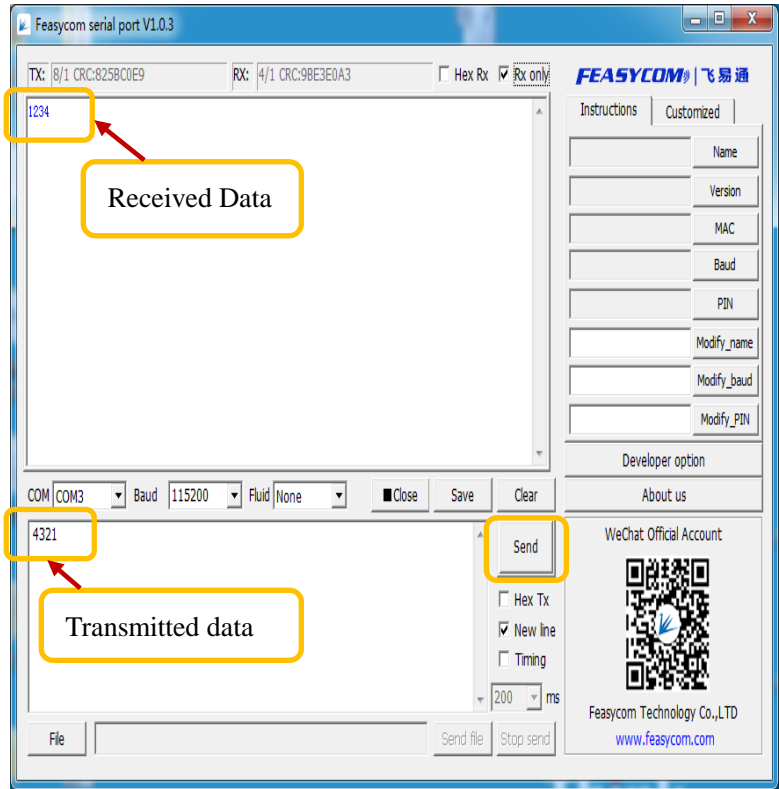 Feasycom serial port V1.0.3
TX: 8/1 CRC:825BC0E9 RX: 4/1 CRC:9BE3E0A3 Hex Rx Rx only
FEASYCOM | 飞易通
1234
Received Data
Instructions Customized
Name
Version
MAC
Baud
PIN
Modify_name
Modify_baud
Modify_PIN
Developer option
COM COM3 Baud 115200 Fluid None Close Save Clear
About us
4321
Transmitted data
Send
Hex Tx
New line
Timing
200 ms
WeChat Official Account
Feasycom Technology Co.,LTD
www.feasycom.com
File Send file Stop send